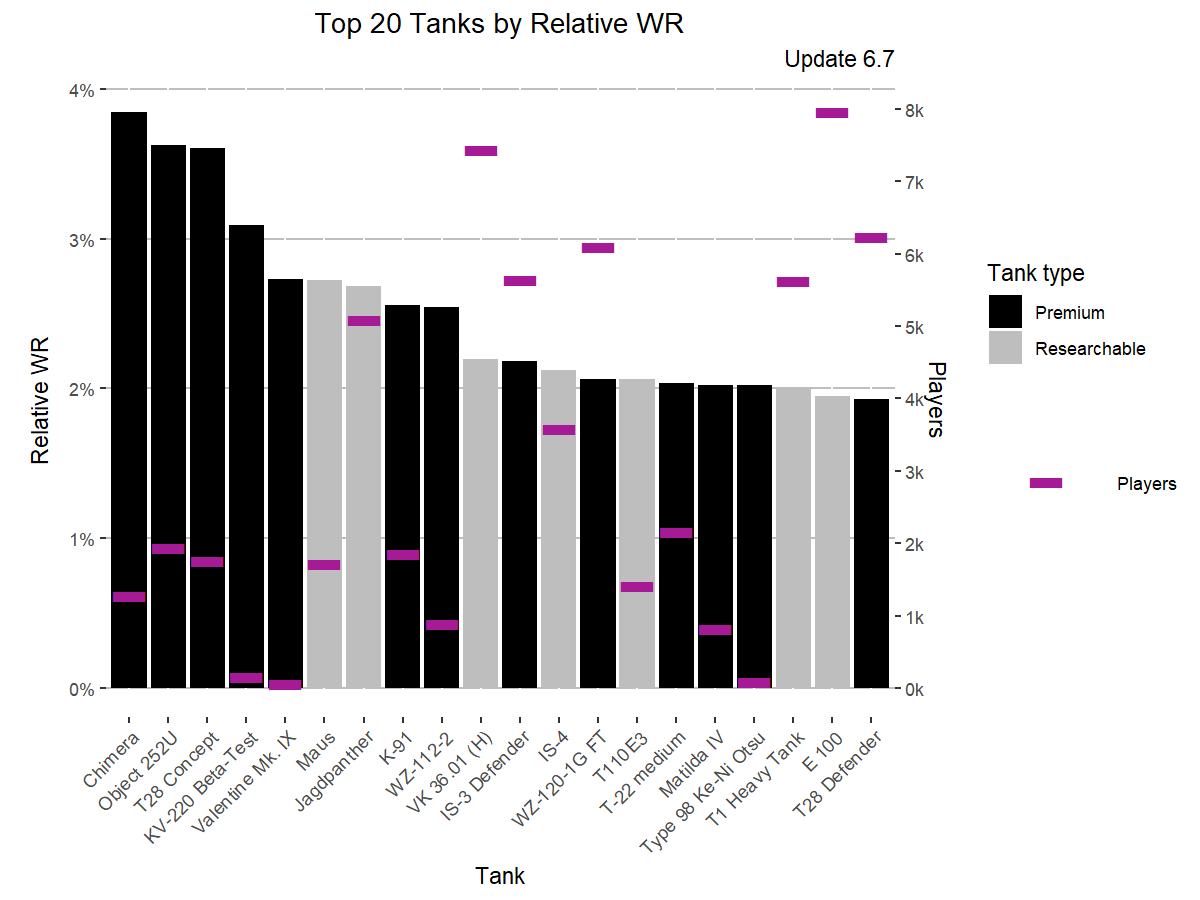 Top 20 Tanks by Relative WR
Update 6.7
4%
3%
2%
1%
0%
Relative WR
8k
7k
6k
5k
4k
3k
2k
1k
0k
Players
Chimera
Object 252U
T28 Concept
KV-220 Beta-Test
Valentine Mk. IX
Maus
Jagdpanther
K-91
WZ-112-2
VK 36.01 (H)
IS-3 Defender
IS-4
WZ-120-1G FT
T110E3
T-22 medium
Matilda IV
Type 98 Ke-Ni Otsu
T1 Heavy Tank
E 100
T28 Defender
Tank
Tank type
Premium
Researchable
Players